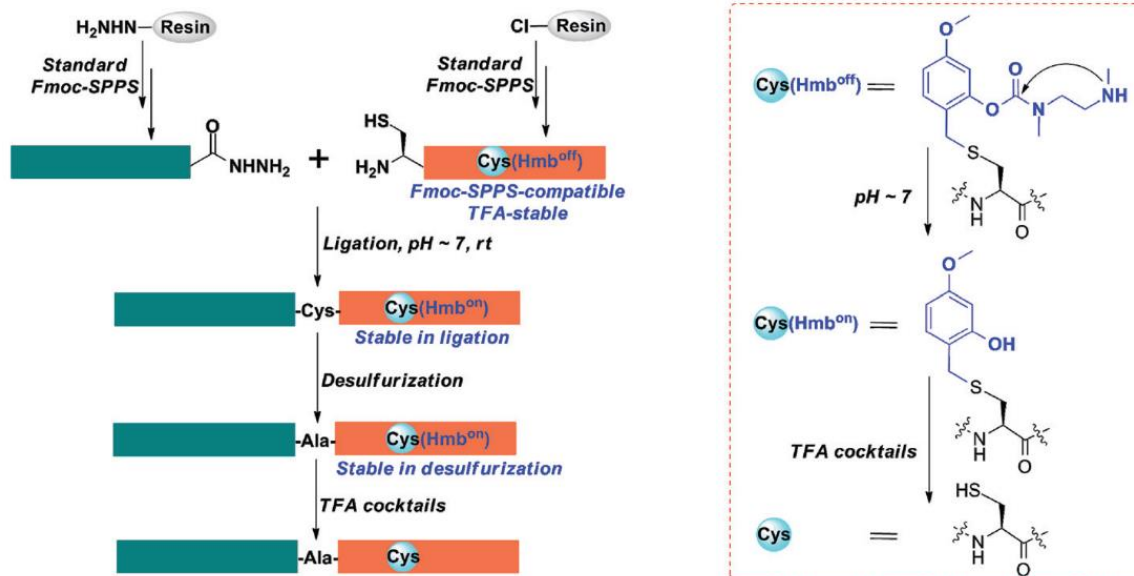 H₂NHN Resin
Cl Resin
Standard
Fmoc-SPPS
Standard
Fmoc-SPPS
O
NHNH₂
+
HS
H₂N
Cys(Hmbᵒᶠᶠ)
Fmoc-SPPS-compatible
TFA-stable
Ligation, pH ~ 7, rt
-Cys-
Cys(Hmbᵒⁿ)
Stable in ligation
Desulfurization
-Ala-
Cys(Hmbᵒⁿ)
Stable in desulfurization
TFA cocktails
-Ala-
Cys
Cys(Hmbᵒᶠᶠ) =
O
O
O
N
NH
S
N
H
O
pH ~ 7
Cys(Hmbᵒⁿ) =
O
OH
S
N
H
O
TFA cocktails
Cys =
HS
N
H
O